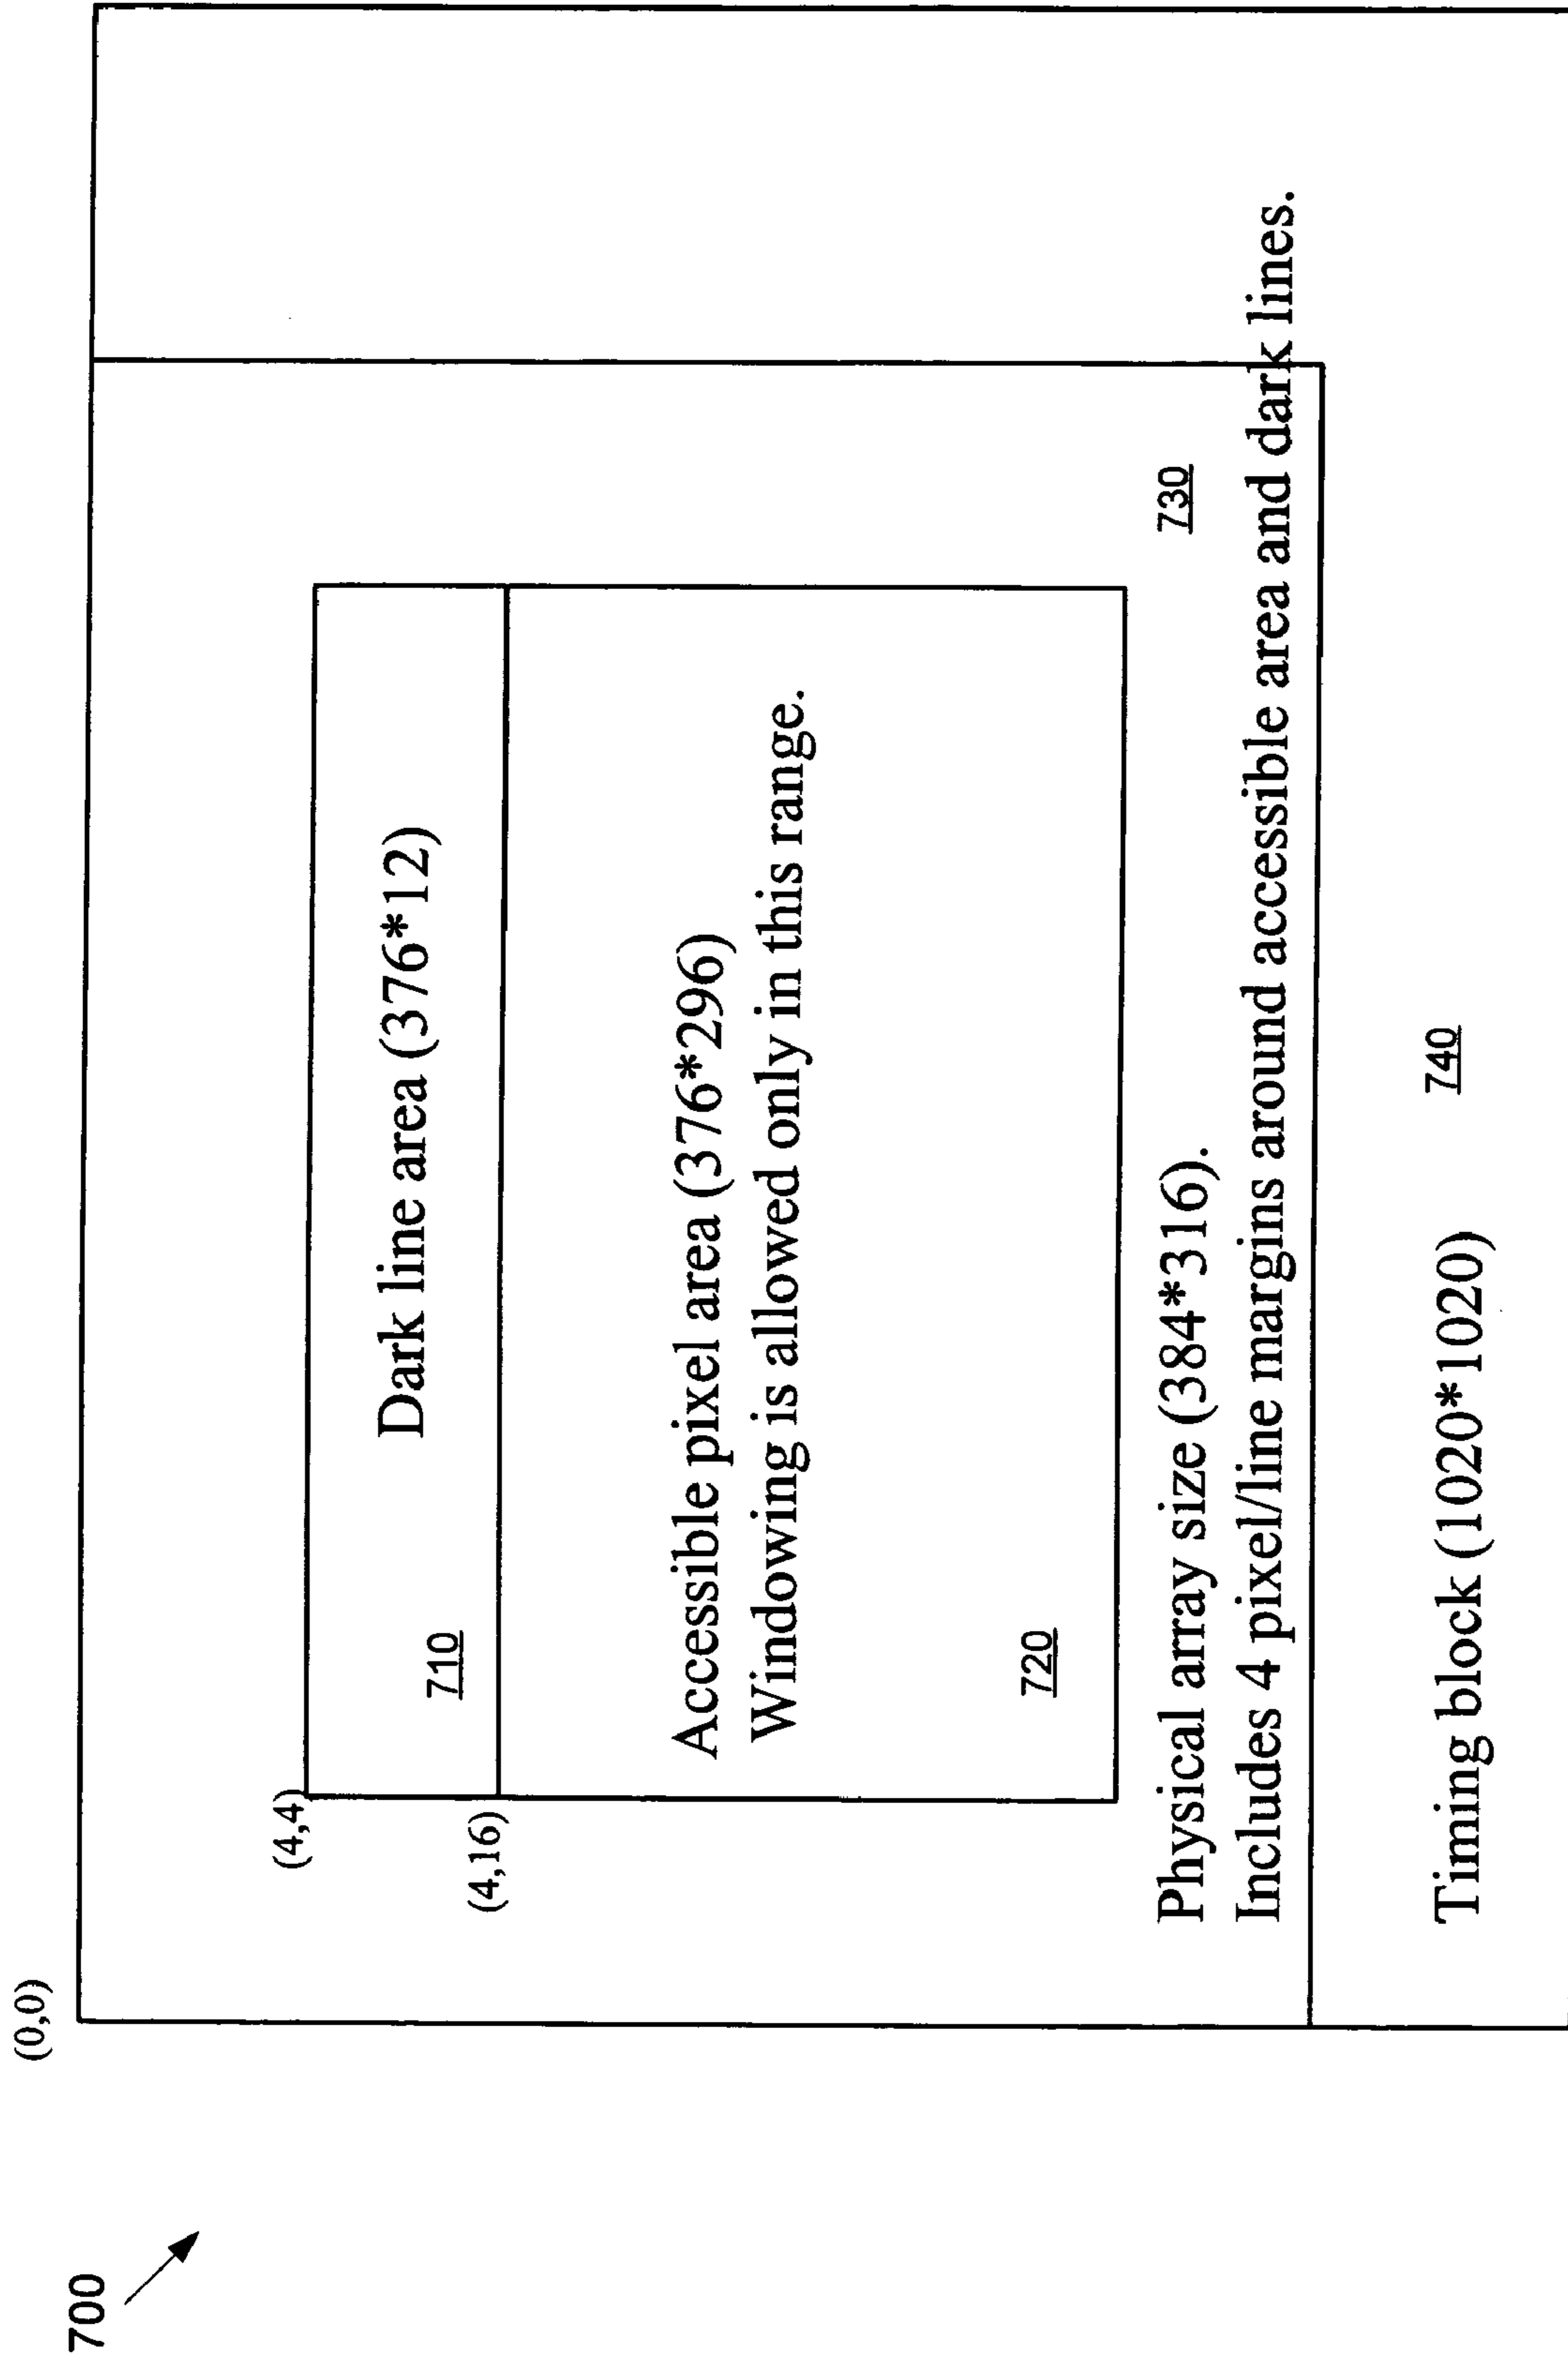 700
(0,0)
(4,4)
Dark line area (376*12)
710
(4,16)
Accessible pixel area (376*296)
Windowing is allowed only in this range.
720
730
Physical array size (384*316).
Includes 4 pixel/line margins around accessible area and dark lines.
740
Timing block (1020*1020)